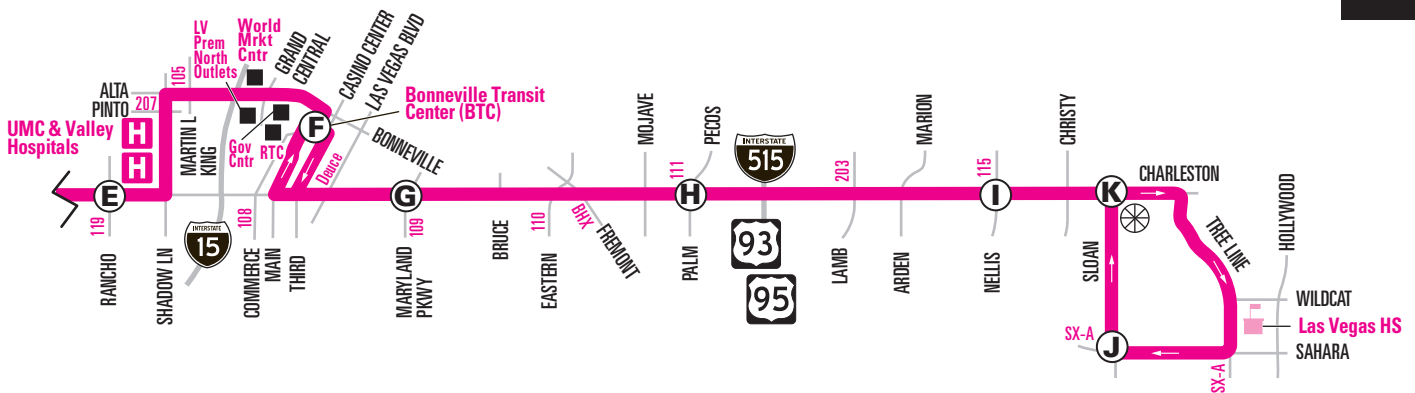 LV
Prem
North
Outlets
World
Mrkt
Cntr
GRAND
CENTRAL
CASINO CENTER
LAS VEGAS BLVD
105
ALTA
PINTO
207
UMC & Valley
Hospitals
H
H
MARTIN L
KING
Gov
Cntr
RTC
F
Deuce
Bonneville Transit
Center (BTC)
BONNEVILLE
E
119
RANCHO
SHADOW LN
INTERSTATE
15
108
COMMERCE
MAIN
THIRD
G
109
MARYLAND
PKWY
BRUCE
110
EASTERN
BHX
FREMONT
MOJAVE
111
PECOS
H
PALM
INTERSTATE
515
93
95
203
LAMB
MARION
ARDEN
115
I
NELLIS
CHRISTY
K
CHARLESTON
SLOAN
TREE LINE
HOLLYWOOD
WILDCAT
Las Vegas HS
SAHARA
SX-A
J
SX-A